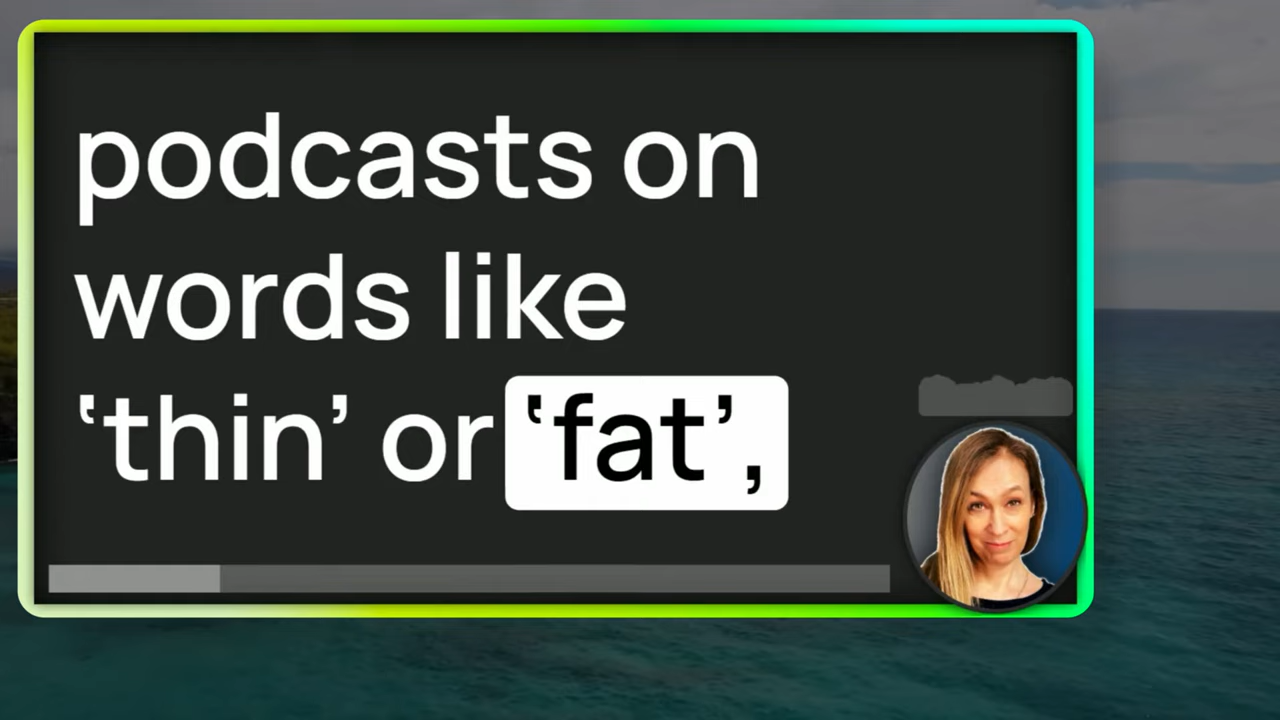 podcasts on
words like
‘thin’ or ‘fat’,